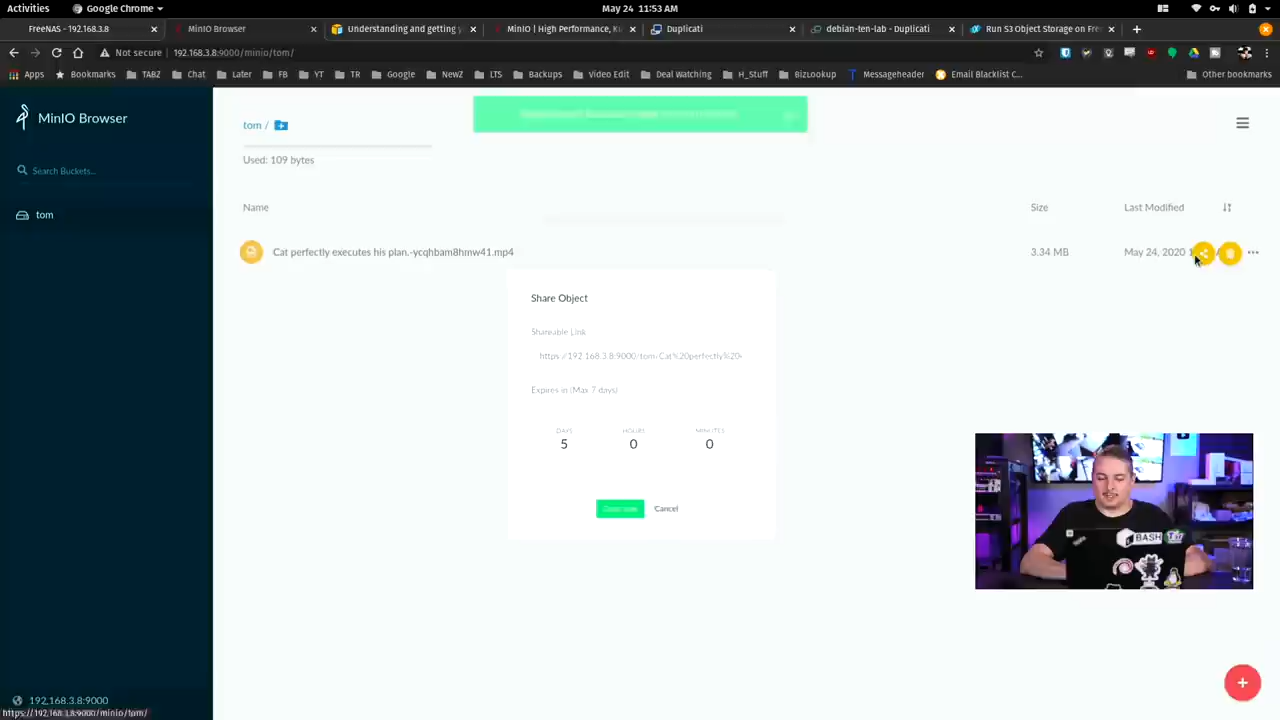 Activities
Google Chrome
May 24 11:53 AM
FreeNAS - 192.168.3.8
MinIO Browser
Understanding and getting y
MinIO | High Performance, Ku
Duplicati
debian-ten-lab - Duplicati
Run S3 Object Storage on Fre
Not secure
192.168.3.8:9000/minio/tom/
Apps
Bookmarks
TABZ
Chat
Later
FB
YT
TR
Google
NewZ
LTS
Backups
Video Edit
Deal Watching
H_Stuff
BizLookup
Messageheader
Email Blacklist C...
Other bookmarks
MinIO Browser
tom /
Used: 109 bytes
Search Buckets...
tom
Name
Size
Last Modified
Cat perfectly executes his plan.-ycqhbam8hmw41.mp4
3.34 MB
May 24, 2020 1
Share Object
Shareable Link
https://192.168.3.8:9000/tom/Cat%20perfectly%20
Expires in (Max 7 days)
DAYS
HOURS
MINUTES
5
0
0
Cancel
BASH
192.168.3.8:9000
https://192.168.3.8:9000/minio/tom/